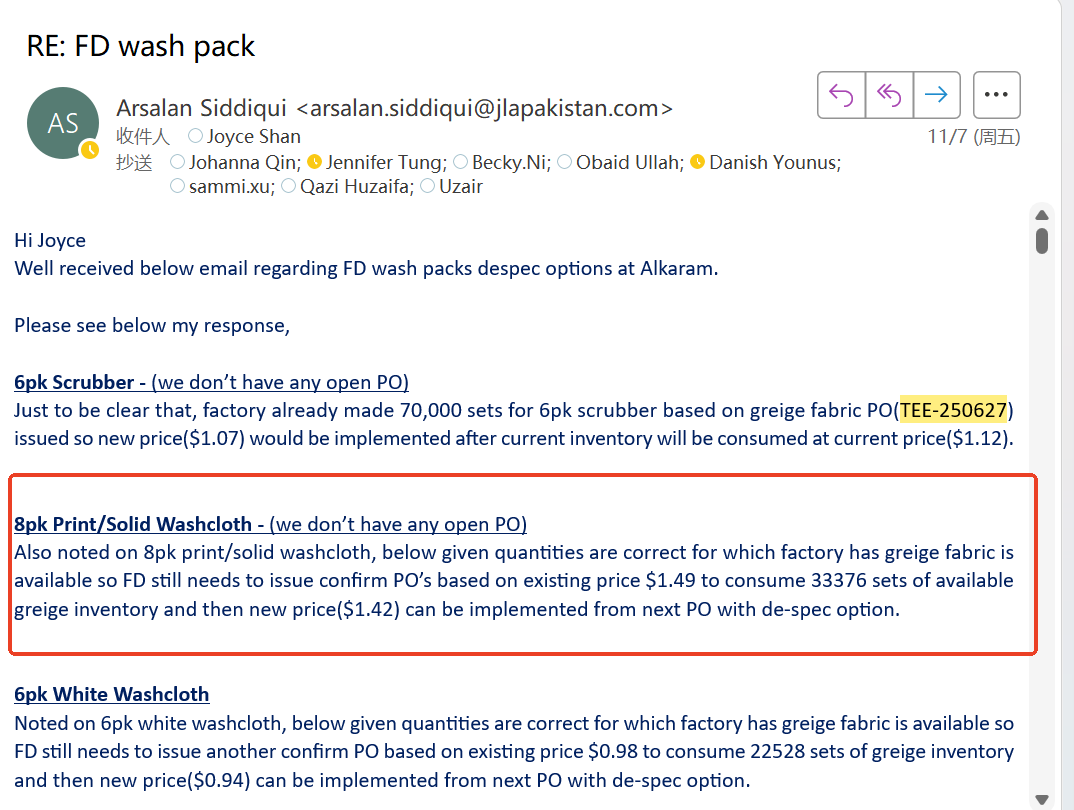 RE: FD wash pack
AS
Arsalan Siddiqui <arsalan.siddiqui@jlapakistan.com>
收件人 Joyce Shan
11/7 (周五)
抄送 Johanna Qin; Jennifer Tung; Becky.Ni; Obaid Ullah; Danish Younus;
sammi.xu; Qazi Huzaifa; Uzair
Hi Joyce
Well received below email regarding FD wash packs despec options at Alkaram.
Please see below my response,
6pk Scrubber - (we don't have any open PO)
Just to be clear that, factory already made 70,000 sets for 6pk scrubber based on greige fabric PO(TEE-250627)
issued so new price($1.07) would be implemented after current inventory will be consumed at current price($1.12).
8pk Print/Solid Washcloth - (we don't have any open PO)
Also noted on 8pk print/solid washcloth, below given quantities are correct for which factory has greige fabric is
available so FD still needs to issue confirm PO's based on existing price $1.49 to consume 33376 sets of available
greige inventory and then new price($1.42) can be implemented from next PO with de-spec option.
6pk White Washcloth
Noted on 6pk white washcloth, below given quantities are correct for which factory has greige fabric is available so
FD still needs to issue another confirm PO based on existing price $0.98 to consume 22528 sets of greige inventory
and then new price($0.94) can be implemented from next PO with de-spec option.